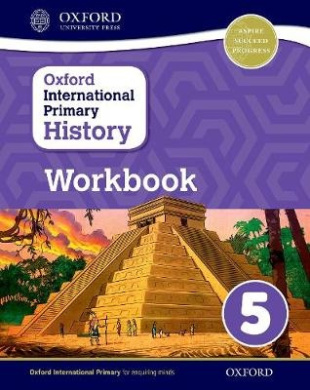 OXFORD
UNIVERSITY PRESS
ASPIRE
SUCCEED
PROGRESS
Oxford
International
Primary
History
Workbook
5
Oxford International Primary for enquiring minds
OXFORD